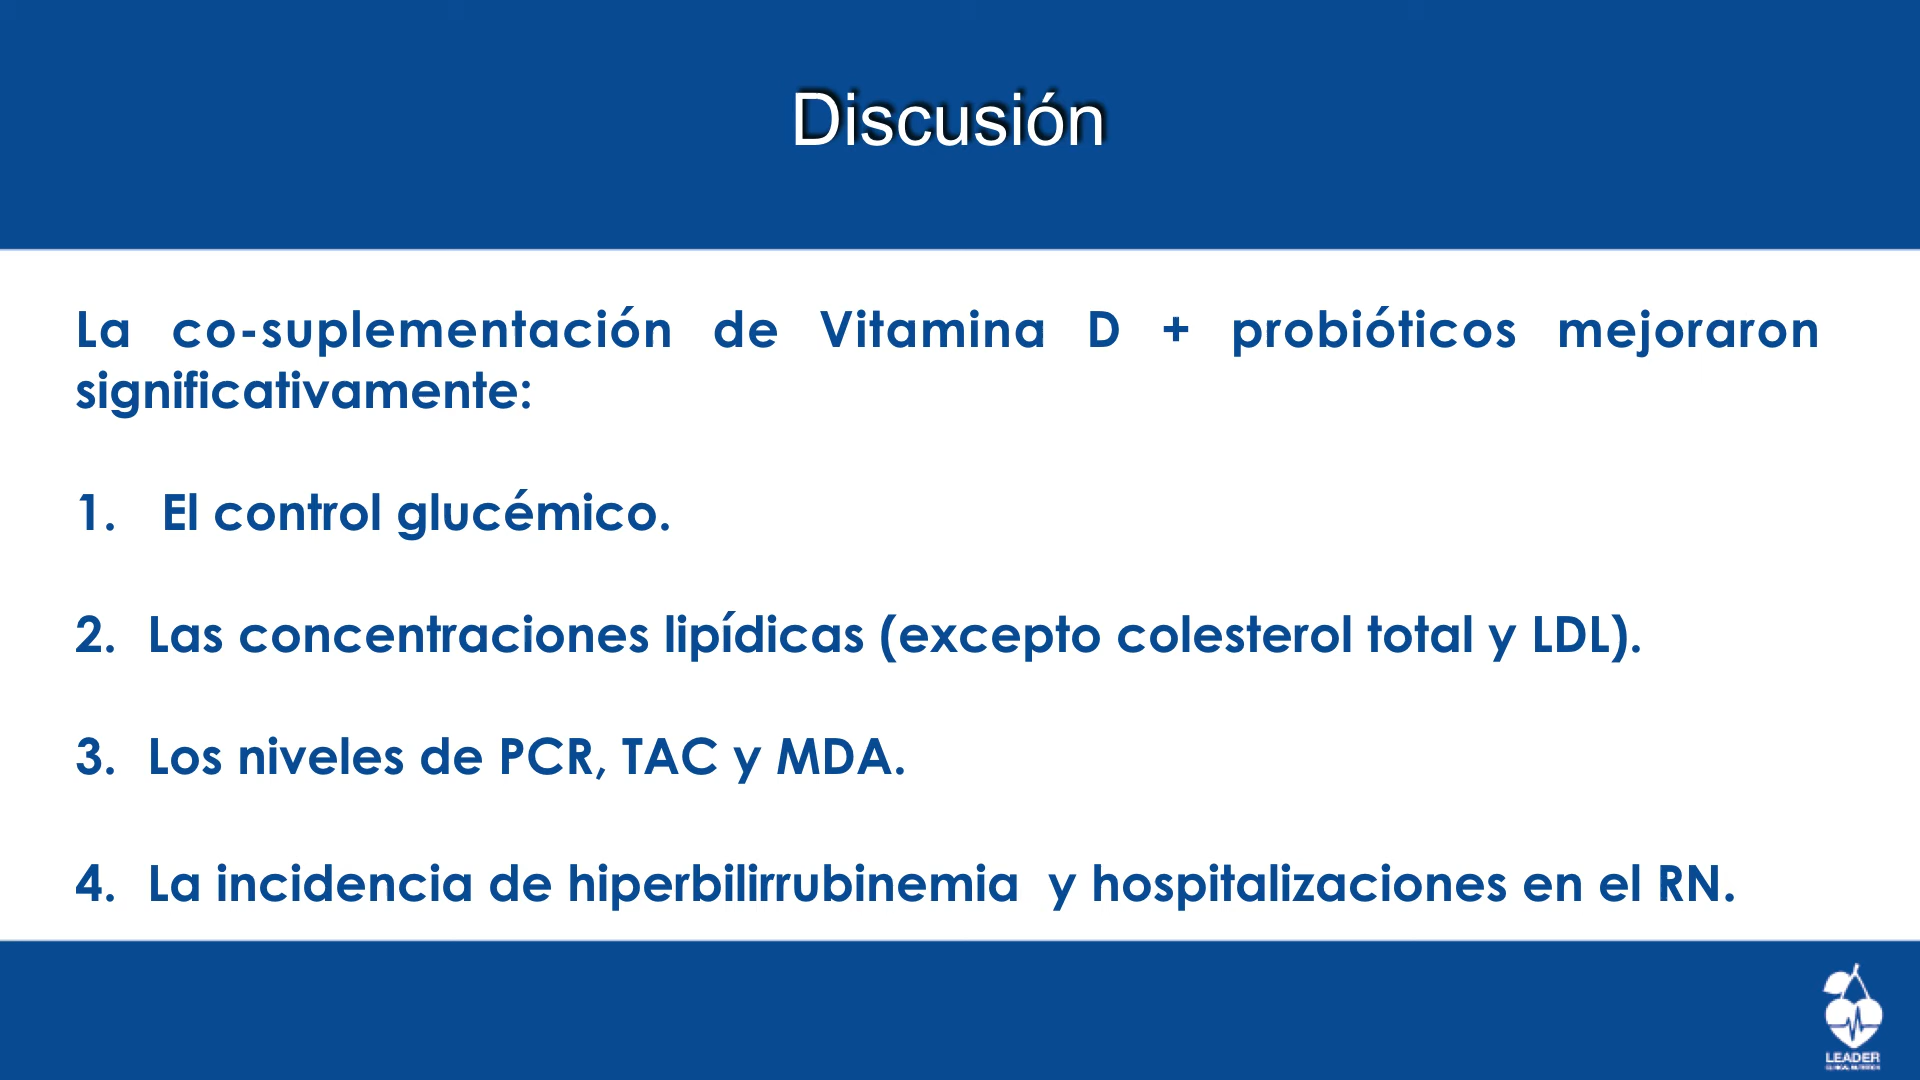 Discusión
La co-suplementación de Vitamina D + probióticos mejoraron
significativamente:
1. El control glucémico.
2. Las concentraciones lipídicas (excepto colesterol total y LDL).
3. Los niveles de PCR, TAC y MDA.
4. La incidencia de hiperbilirrubinemia y hospitalizaciones en el RN.
LEADER
CLINICAL NUTRITION